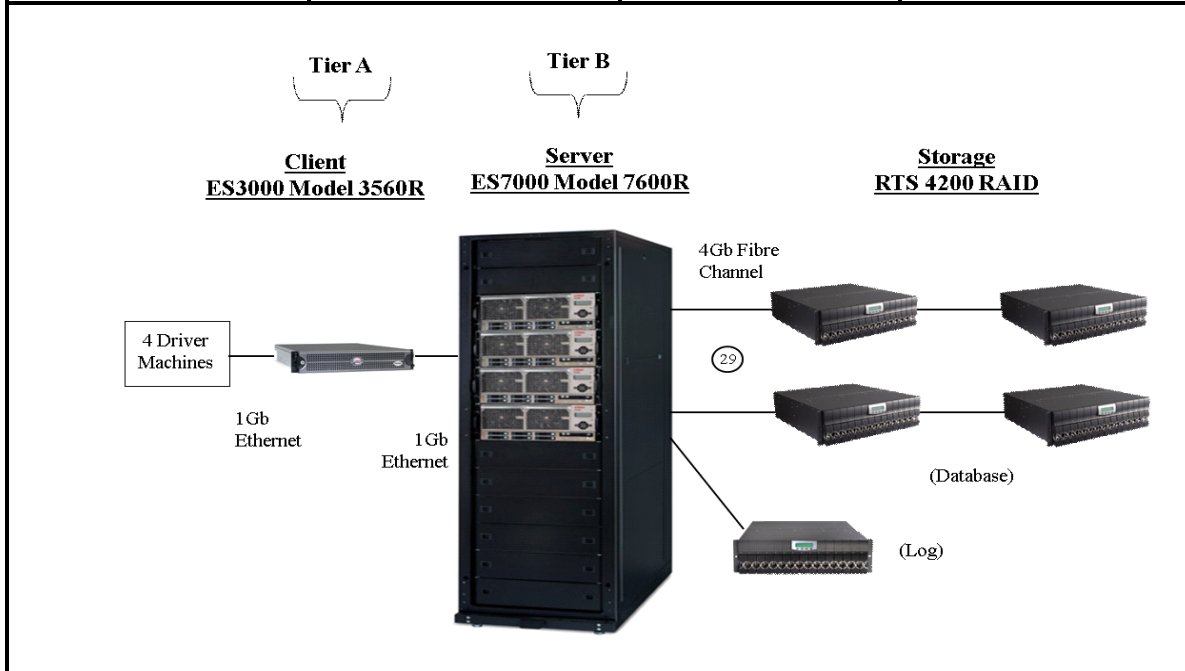 Tier A
Tier B
Client
ES3000 Model 3560R
Server
ES7000 Model 7600R
Storage
RTS 4200 RAID
4Gb Fibre
Channel
4 Driver
Machines
29
1Gb
Ethernet
1Gb
Ethernet
(Database)
(Log)